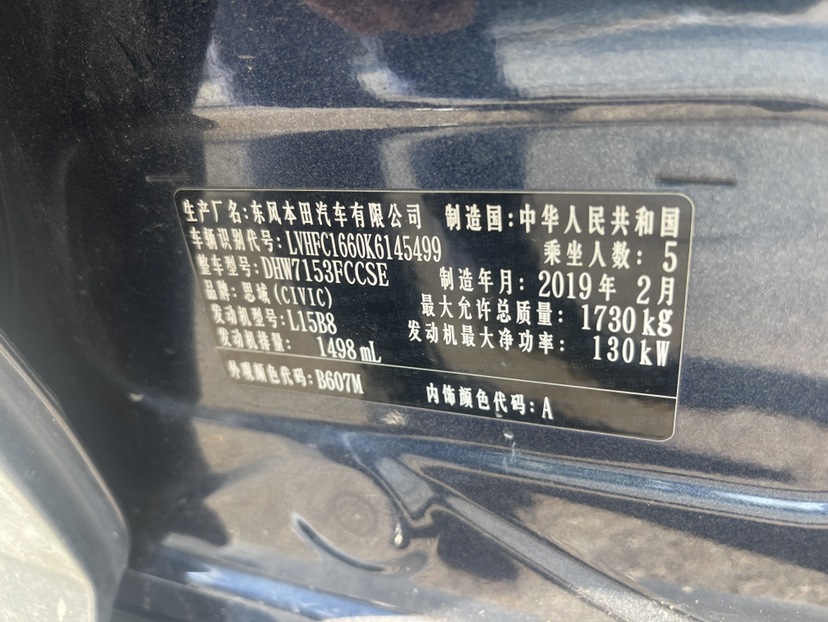 生产厂名:东风本田汽车有限公司 制造国:中华人民共和国
车辆识别代号:LVHFC1660K6145499 乘坐人数: 5
整车型号:DHW7153FCCSE 制造年月: 2019年 2月
品牌:思域(CIVIC) 最大允许总质量: 1730kg
发动机型号:L15B8 发动机最大净功率: 130kW
发动机排量: 1498mL
外观颜色代码:B607M 内饰颜色代码:A